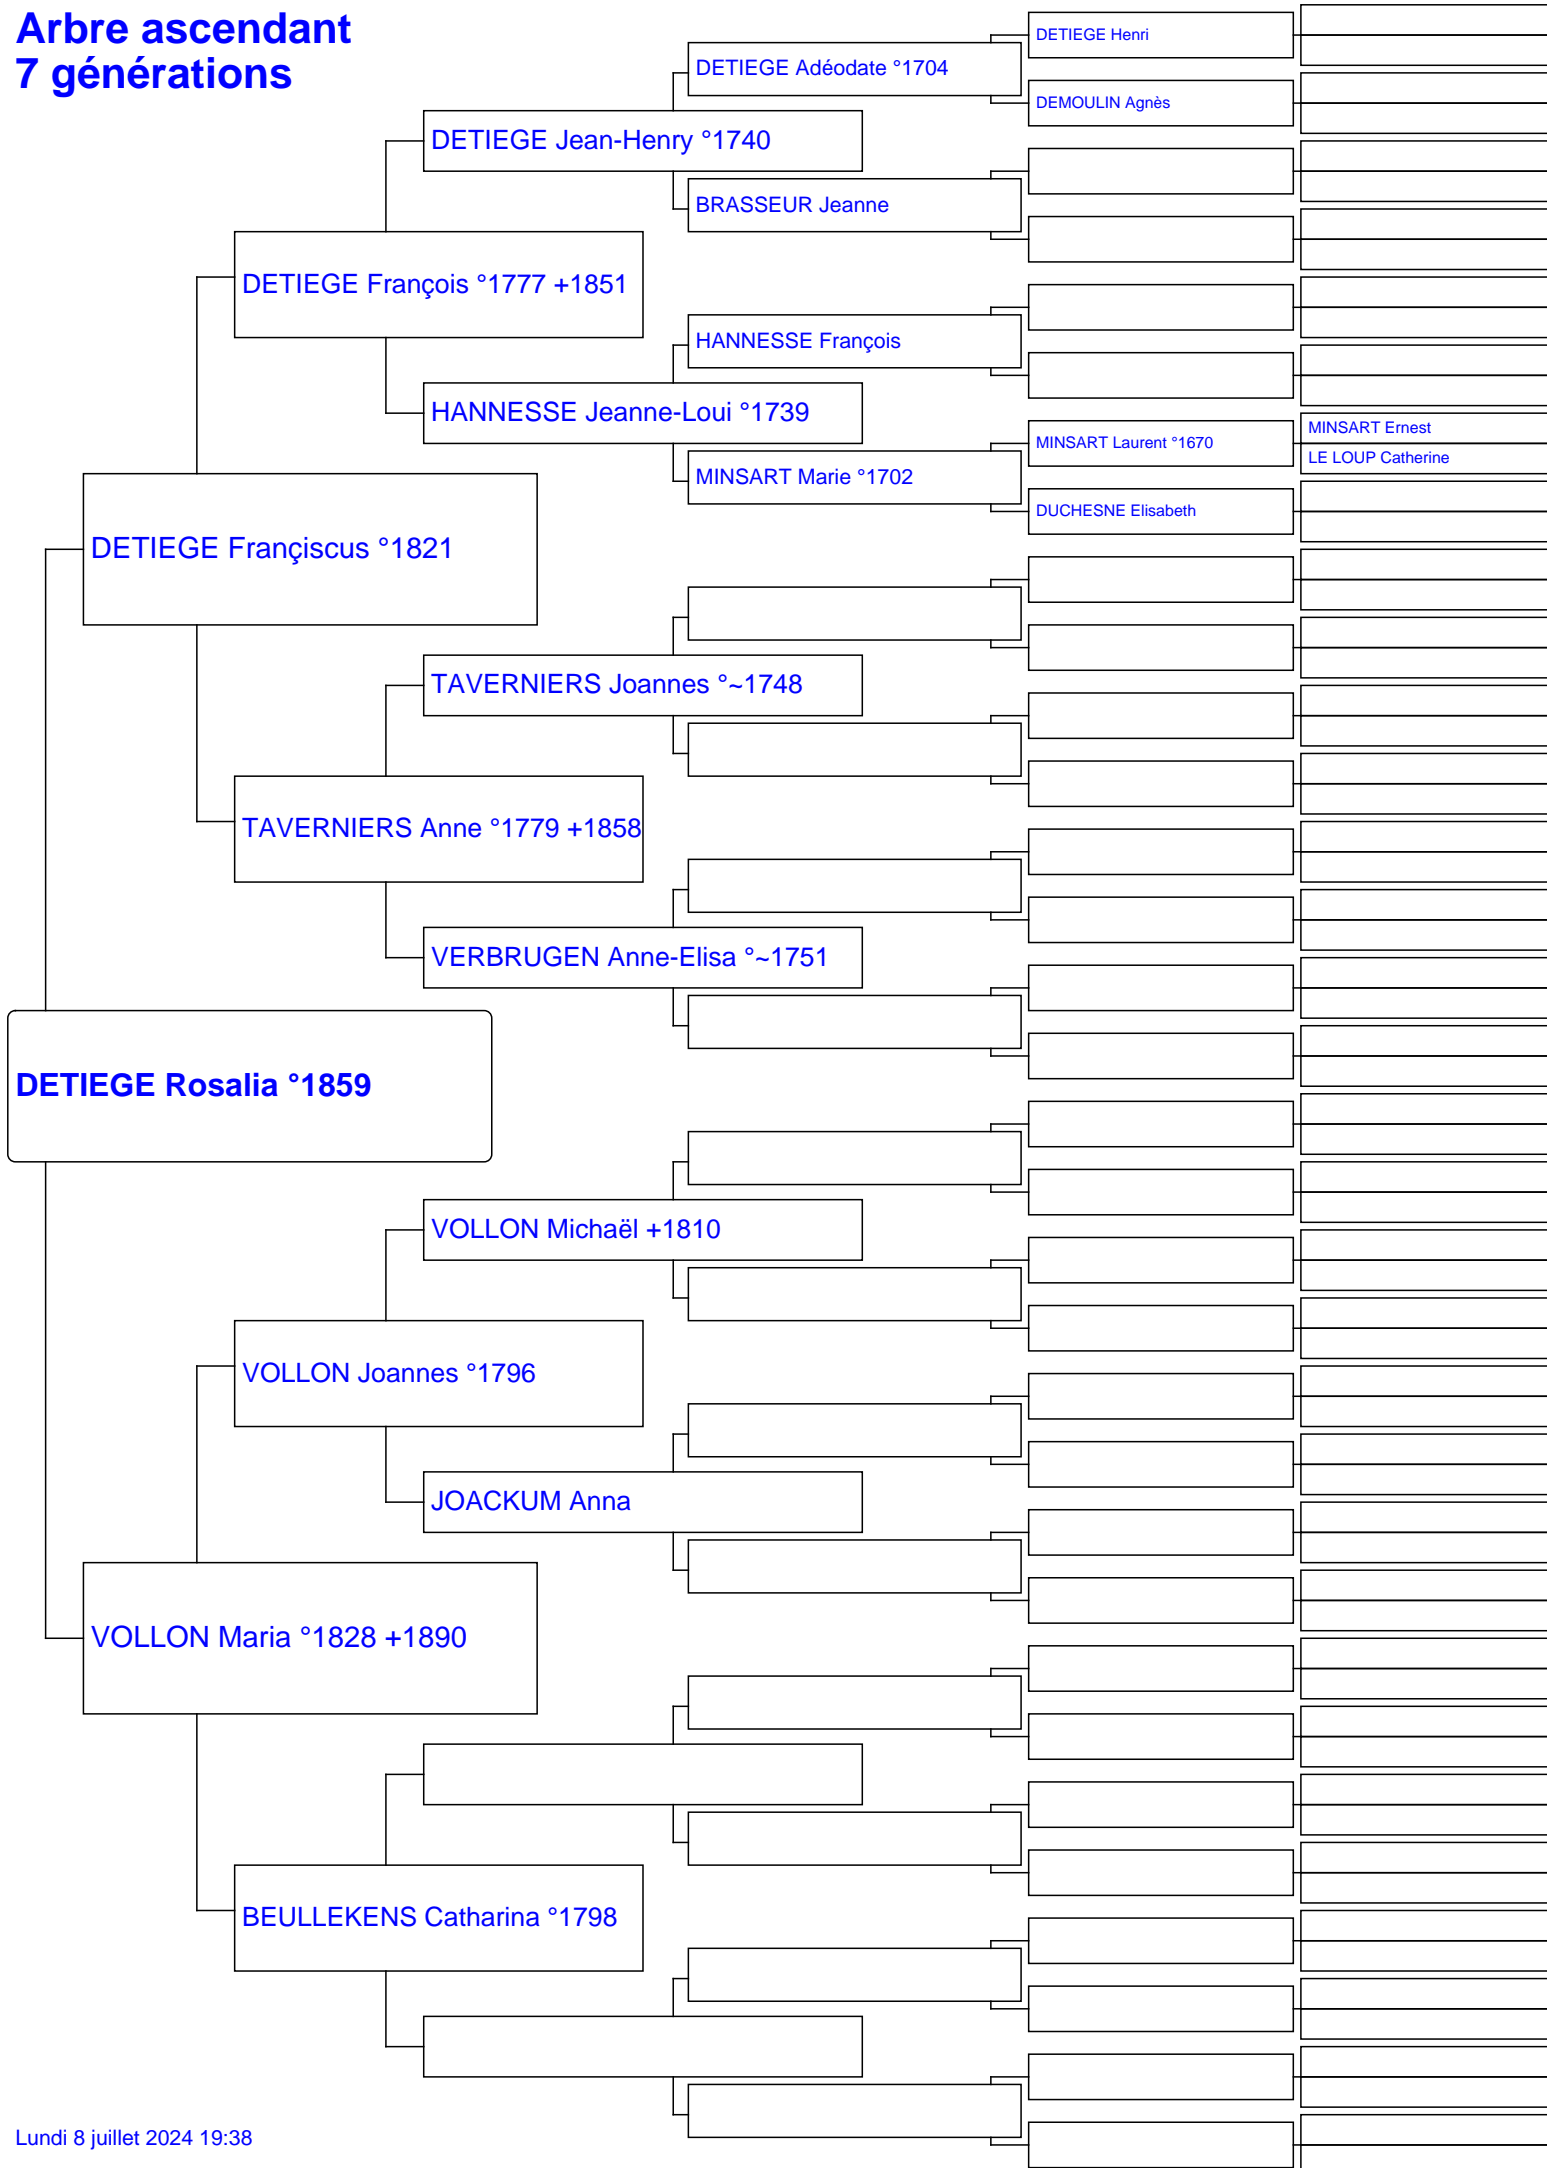 Arbre ascendant
7 générations
DETIEGE Henri
DETIEGE Adéodate °1704
DEMOULIN Agnès
DETIEGE Jean-Henry °1740
BRASSEUR Jeanne
DETIEGE François °1777 +1851
HANNESSE François
HANNESSE Jeanne-Loui °1739
MINSART Ernest
MINSART Laurent °1670
LE LOUP Catherine
MINSART Marie °1702
DUCHESNE Elisabeth
DETIEGE Françiscus °1821
TAVERNIERS Joannes °~1748
TAVERNIERS Anne °1779 +1858
VERBRUGEN Anne-Elisa °~1751
DETIEGE Rosalia °1859
VOLLON Michaël +1810
VOLLON Joannes °1796
JOACKUM Anna
VOLLON Maria °1828 +1890
BEULLEKENS Catharina °1798
Lundi 8 juillet 2024 19:38